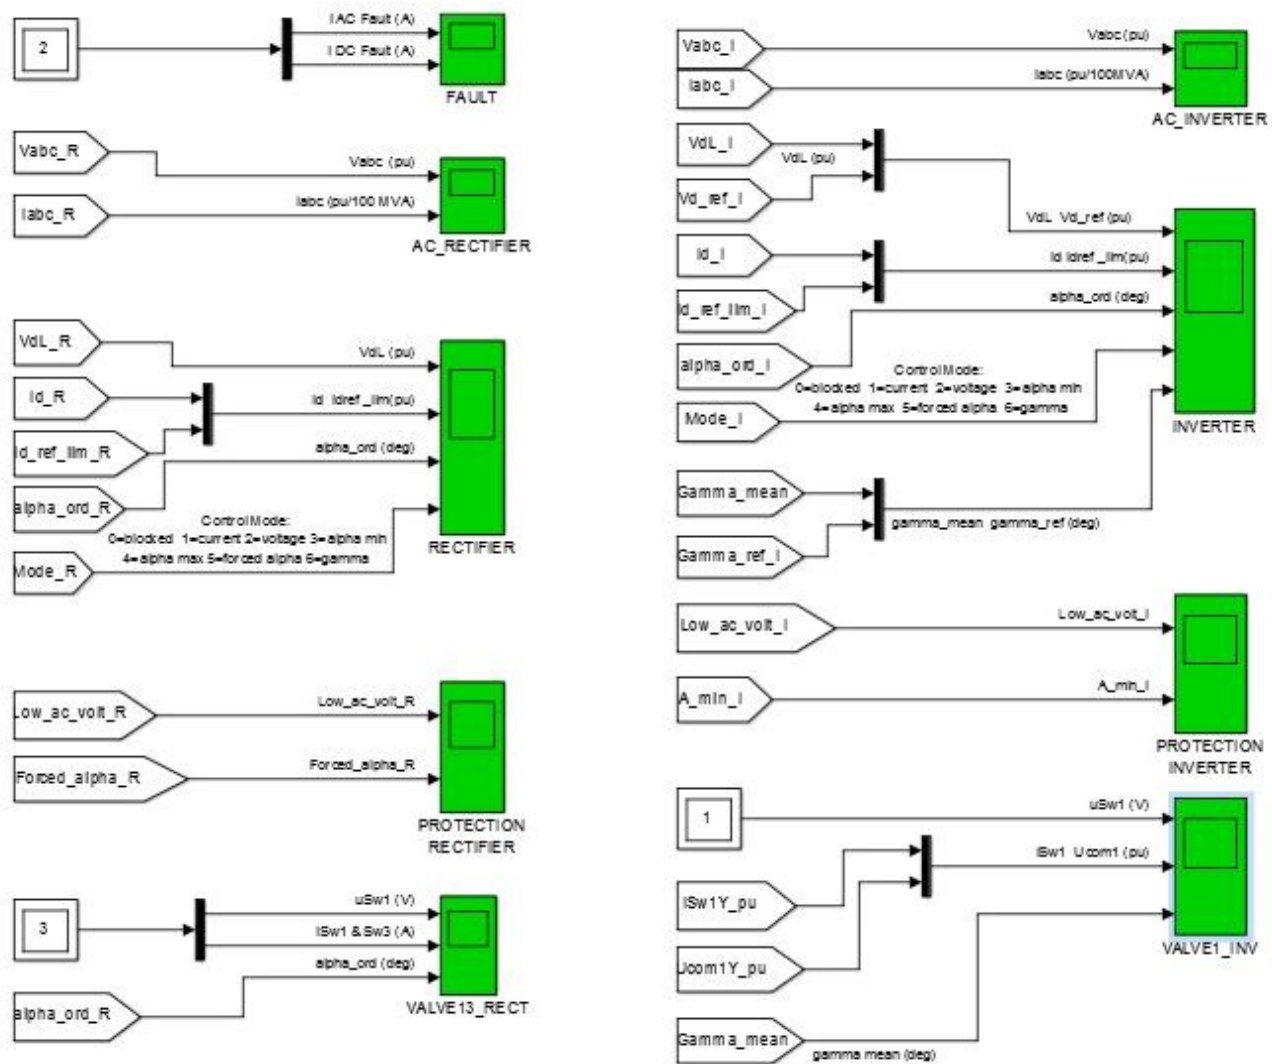 2
I AC Fault (A)
I DC Fault (A)
FAULT
Vabc_R
Iabc_R
Vabc (pu)
Iabc (pu/100 MVA)
AC_RECTIFIER
VdL_R
Id_R
Id_ref_lim_R
alpha_ord_R
Mode_R
VdL (pu)
Id Idref_lim(pu)
alpha_ord (deg)
Control Mode:
0=blocked 1=current 2=voltage 3=alpha min
4=alpha max 5=forced alpha 6=gamma
RECTIFIER
Low_ac_volt_R
Forced_alpha_R
Low_ac_volt_R
Forced_alpha_R
PROTECTION
RECTIFIER
3
alpha_ord_R
uSw1 (V)
ISw1 & Sw3 (A)
alpha_ord (deg)
VALVE13_RECT
Vabc_I
Iabc_I
Vabc (pu)
Iabc (pu/100MVA)
AC_INVERTER
VdL_I
Vd_ref_I
VdL (pu)
Id_I
Id_ref_lim_I
alpha_ord_I
Mode_I
VdL Vd_ref (pu)
Id Idref_lim(pu)
alpha_ord (deg)
Control Mode:
0=blocked 1=current 2=voltage 3=alpha min
4=alpha max 5=forced alpha 6=gamma
INVERTER
Gamma_mean
Gamma_ref_I
gamma_mean gamma_ref (deg)
Low_ac_volt_I
A_min_I
Low_ac_volt_I
A_min_I
PROTECTION
INVERTER
1
ISw1Y_pu
Ucom1Y_pu
Gamma_mean
uSw1 (V)
ISw1 Ucom1 (pu)
gamma mean (deg)
VALVE1_INV